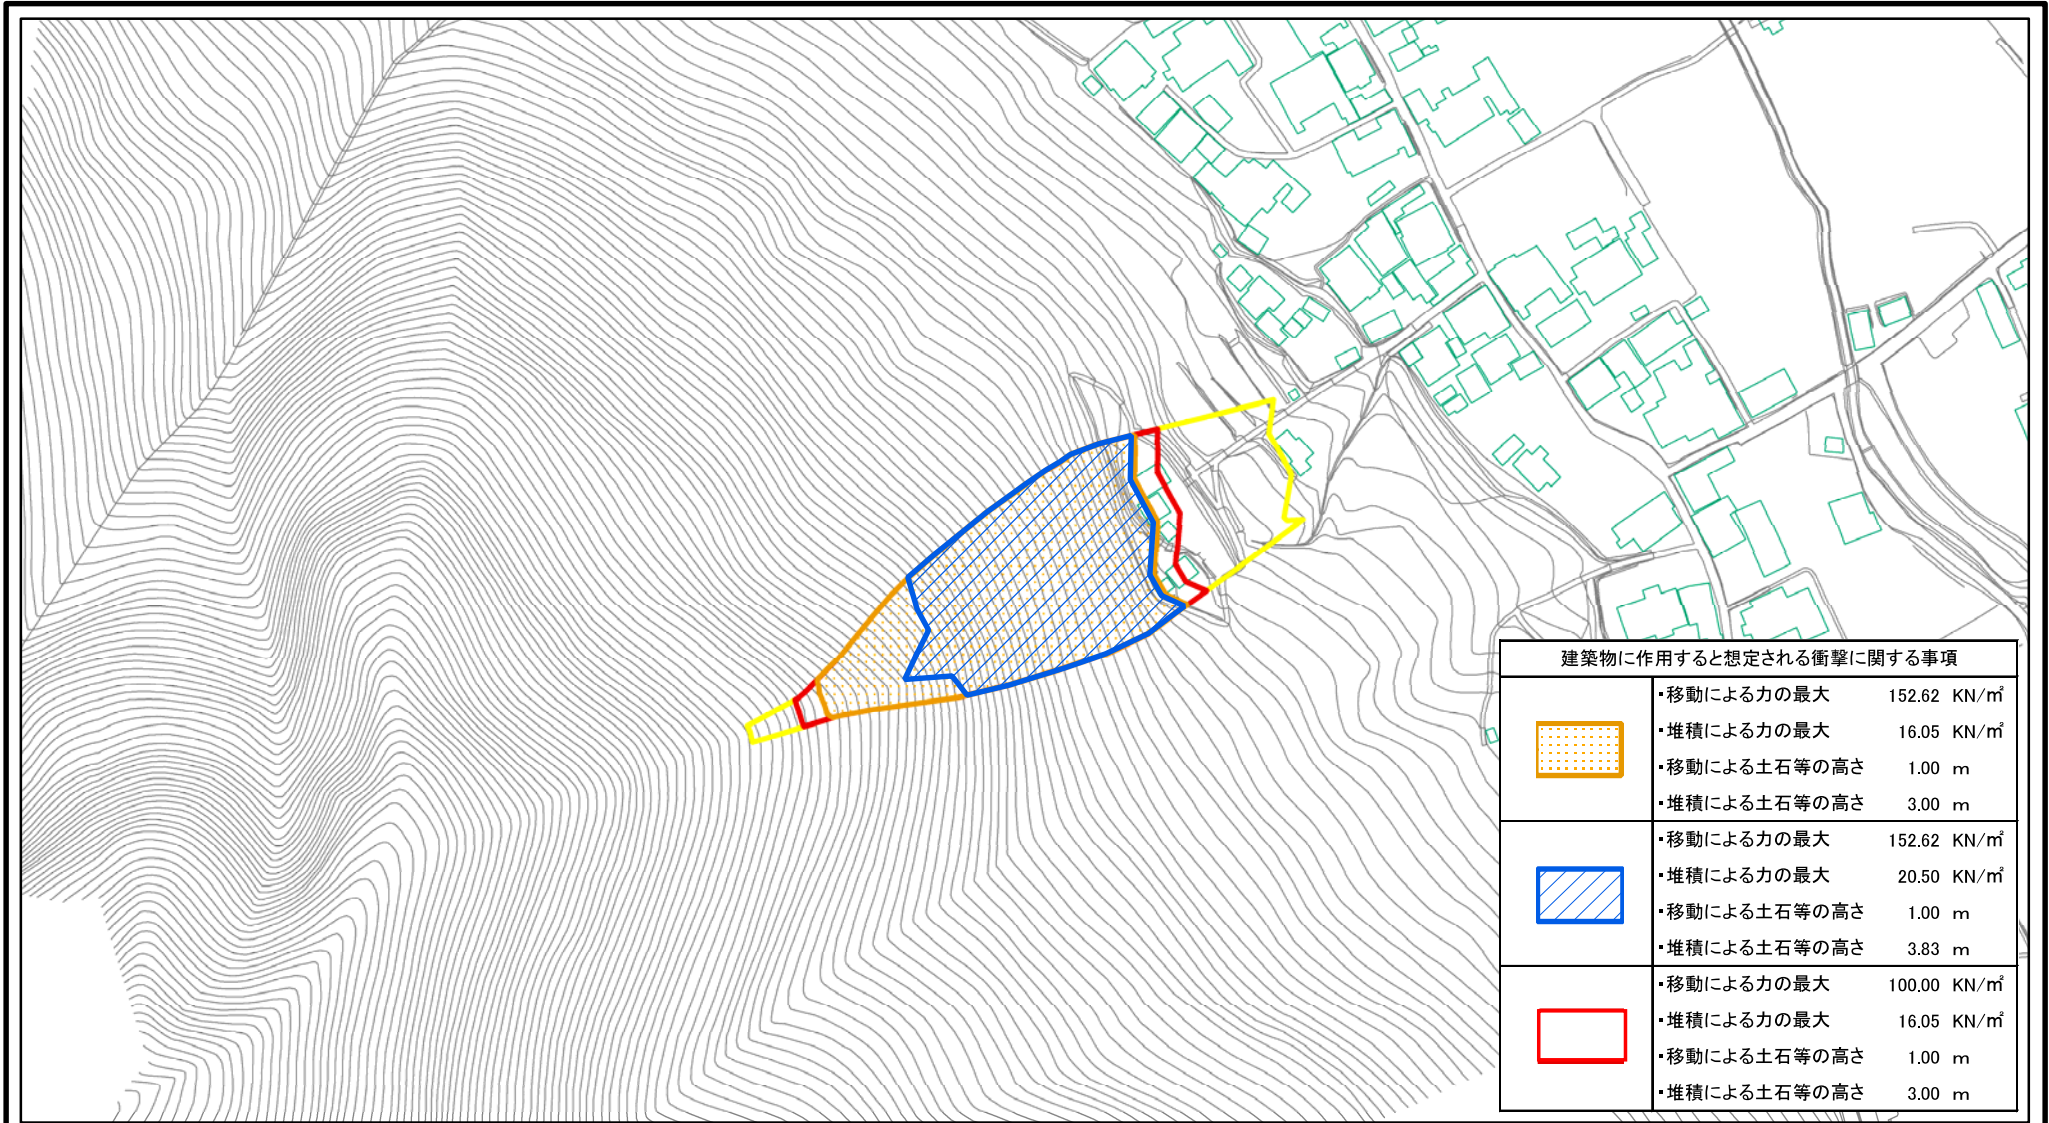 建築物に作用すると想定される衝撃に関する事項
・移動による力の最大 152.62 KN/㎡
・堆積による力の最大 16.05 KN/㎡
・移動による土石等の高さ 1.00 m
・堆積による土石等の高さ 3.00 m
・移動による力の最大 152.62 KN/㎡
・堆積による力の最大 20.50 KN/㎡
・移動による土石等の高さ 1.00 m
・堆積による土石等の高さ 3.83 m
・移動による力の最大 100.00 KN/㎡
・堆積による力の最大 16.05 KN/㎡
・移動による土石等の高さ 1.00 m
・堆積による土石等の高さ 3.00 m